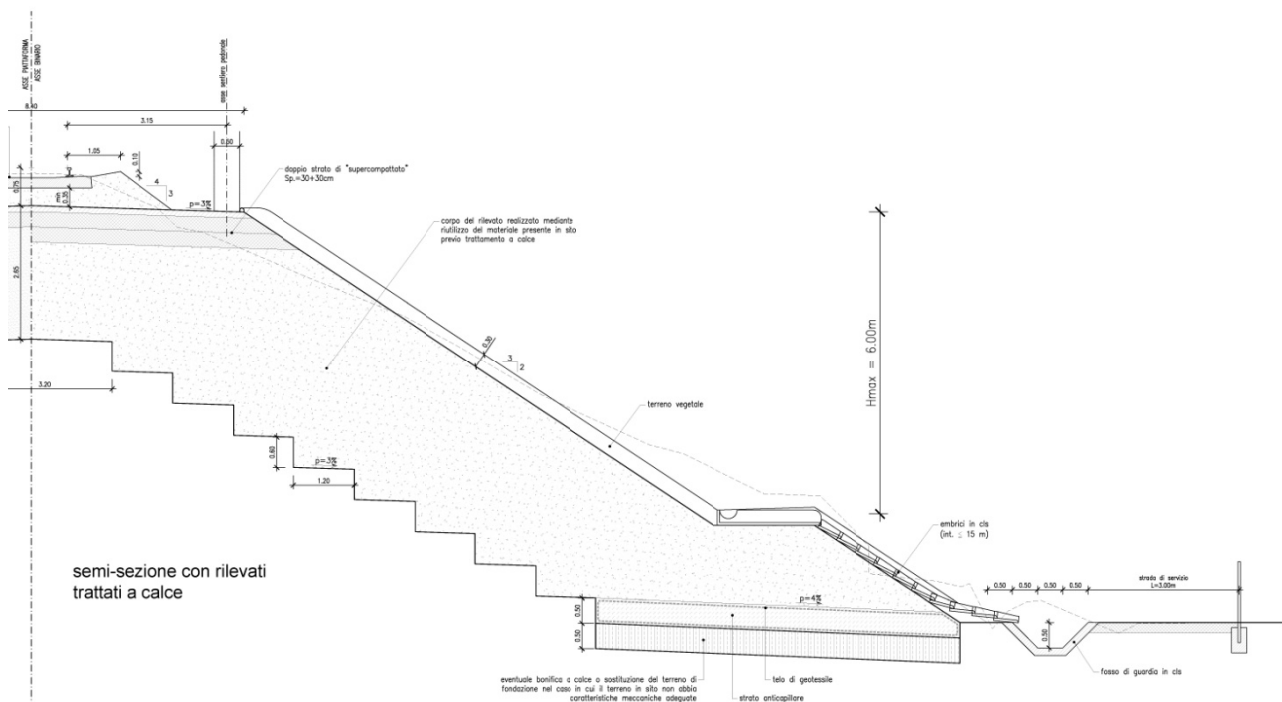 ASSE PIATTAFORMA
ASSE BINARIO
asse sentiero pedonale
8.40
3.15
0.00
1.05
0.10
4
3
0.75
min
0.35
p=3%
doppio strato di "supercompattato"
Sp.=30+30cm
corpo del rilevato realizzato mediante
riutilizzo del materiale presente in sito
previo trattamento a calce
2.65
3.20
0.30
3
2
Hmax = 6.00m
terreno vegetale
0.60
p=3%
1.20
embrici in cls
(int. ≤ 15 m)
semi-sezione con rilevati
trattati a calce
0.50
0.50
0.50
0.50
strada di servizio
L=3.00m
p=4%
0.50
0.50
0.50
fosso di guardia in cls
eventuale bonifica a calce o sostituzione del terreno di
fondazione nel caso in cui il terreno in sito non abbia
caratteristiche meccaniche adeguate
telo di geotessile
strato anticapillare